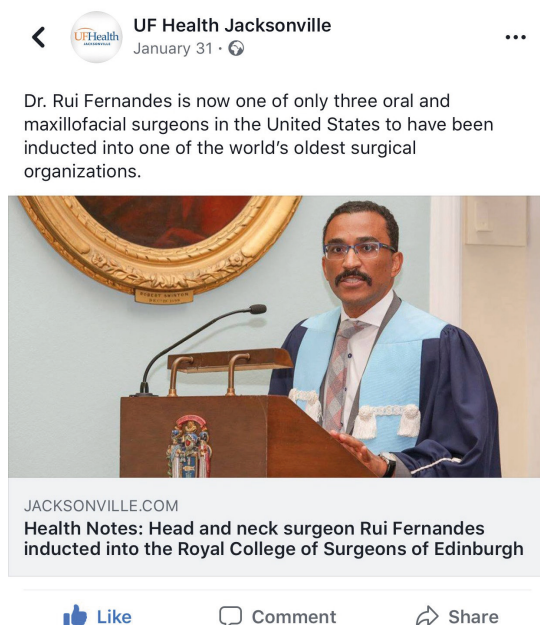 UF Health Jacksonville
UFHealth
JACKSONVILLE
January 31 ·
Dr. Rui Fernandes is now one of only three oral and
maxillofacial surgeons in the United States to have been
inducted into one of the world's oldest surgical
organizations.
JACKSONVILLE.COM
Health Notes: Head and neck surgeon Rui Fernandes
inducted into the Royal College of Surgeons of Edinburgh
Like
Comment
Share